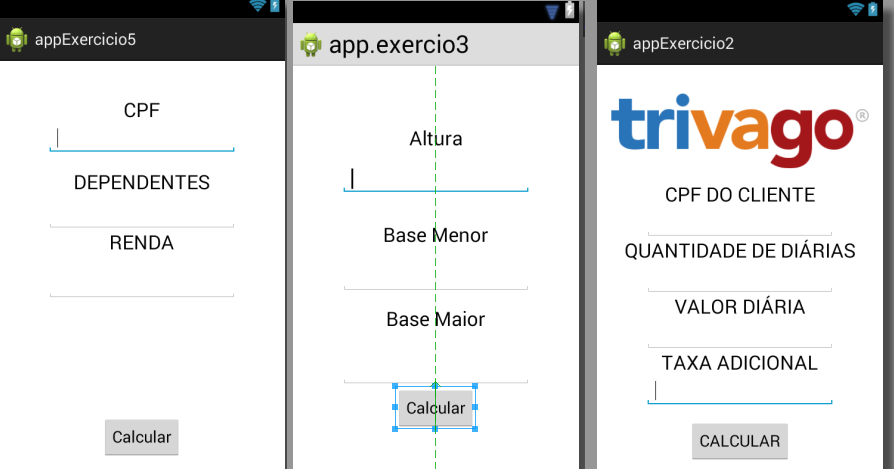 appExercicio5
CPF
DEPENDENTES
RENDA
Calcular
app.exercio3
Altura
Base Menor
Base Maior
Calcular
appExercicio2
trivago®
CPF DO CLIENTE
QUANTIDADE DE DIÁRIAS
VALOR DIÁRIA
TAXA ADICIONAL
CALCULAR